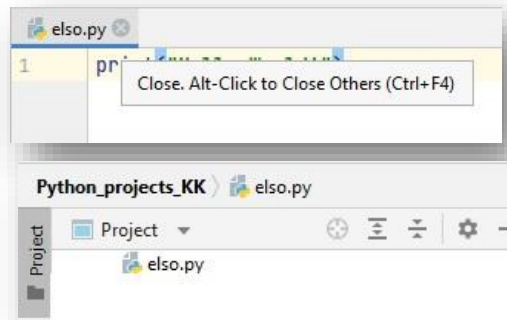 elso.py
1 pr
Close. Alt-Click to Close Others (Ctrl+F4)
Python_projects_KK elso.py
Project
Project
elso.py